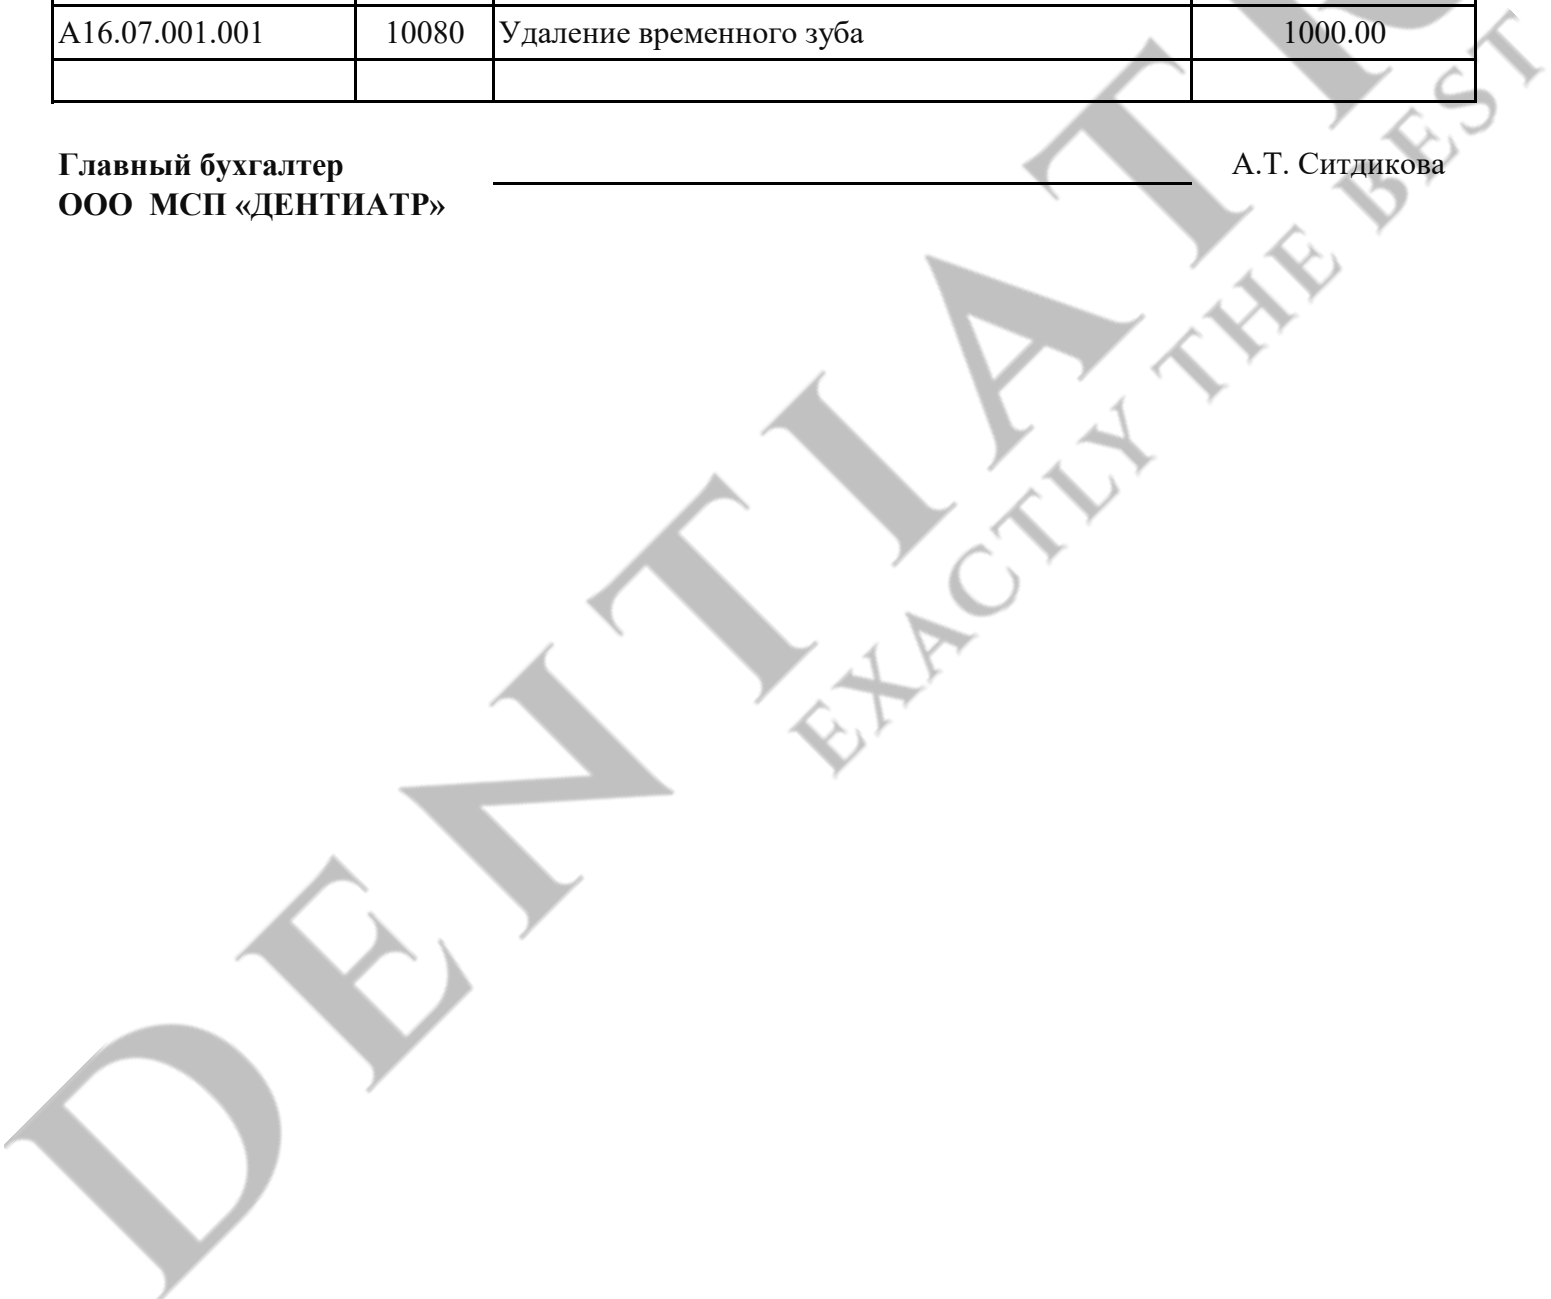 А16.07.001.001 10080 Удаление временного зуба 1000.00
Главный бухгалтер А.Т. Ситдикова
ООО МСП «ДЕНТИАТР»
DENTIATR
EXACTLY THE BEST